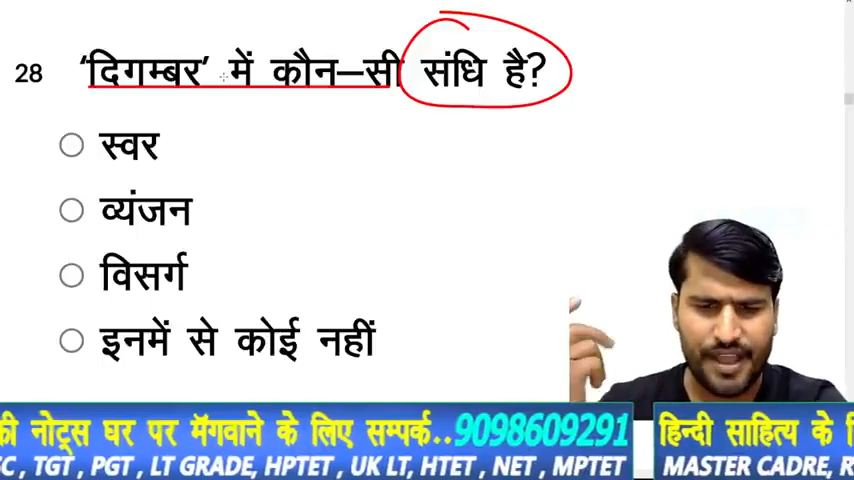 28 ‘दिगम्बर’ में कौन–सी संधि है?
स्वर
व्यंजन
विसर्ग
इनमें से कोई नहीं
की नोट्स घर पर मॅगवाने के लिए सम्पर्क..9098609291 हिन्दी साहित्य के
, TGT , PGT , LT GRADE, HPTET , UK LT, HTET , NET , MPTET MASTER CADRE,